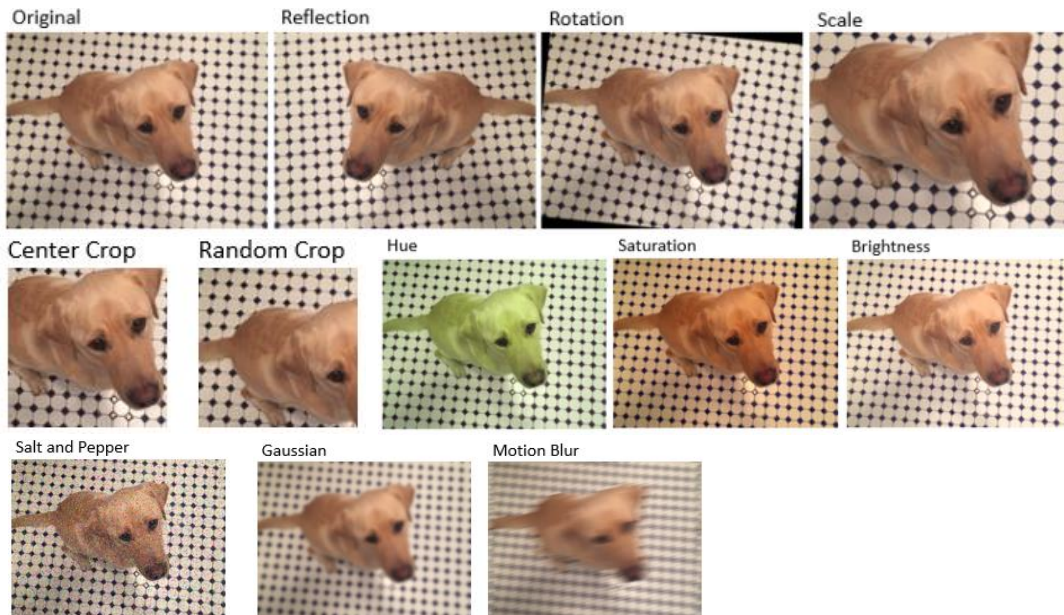 Original
Reflection
Rotation
Scale
Center Crop
Random Crop
Hue
Saturation
Brightness
Salt and Pepper
Gaussian
Motion Blur